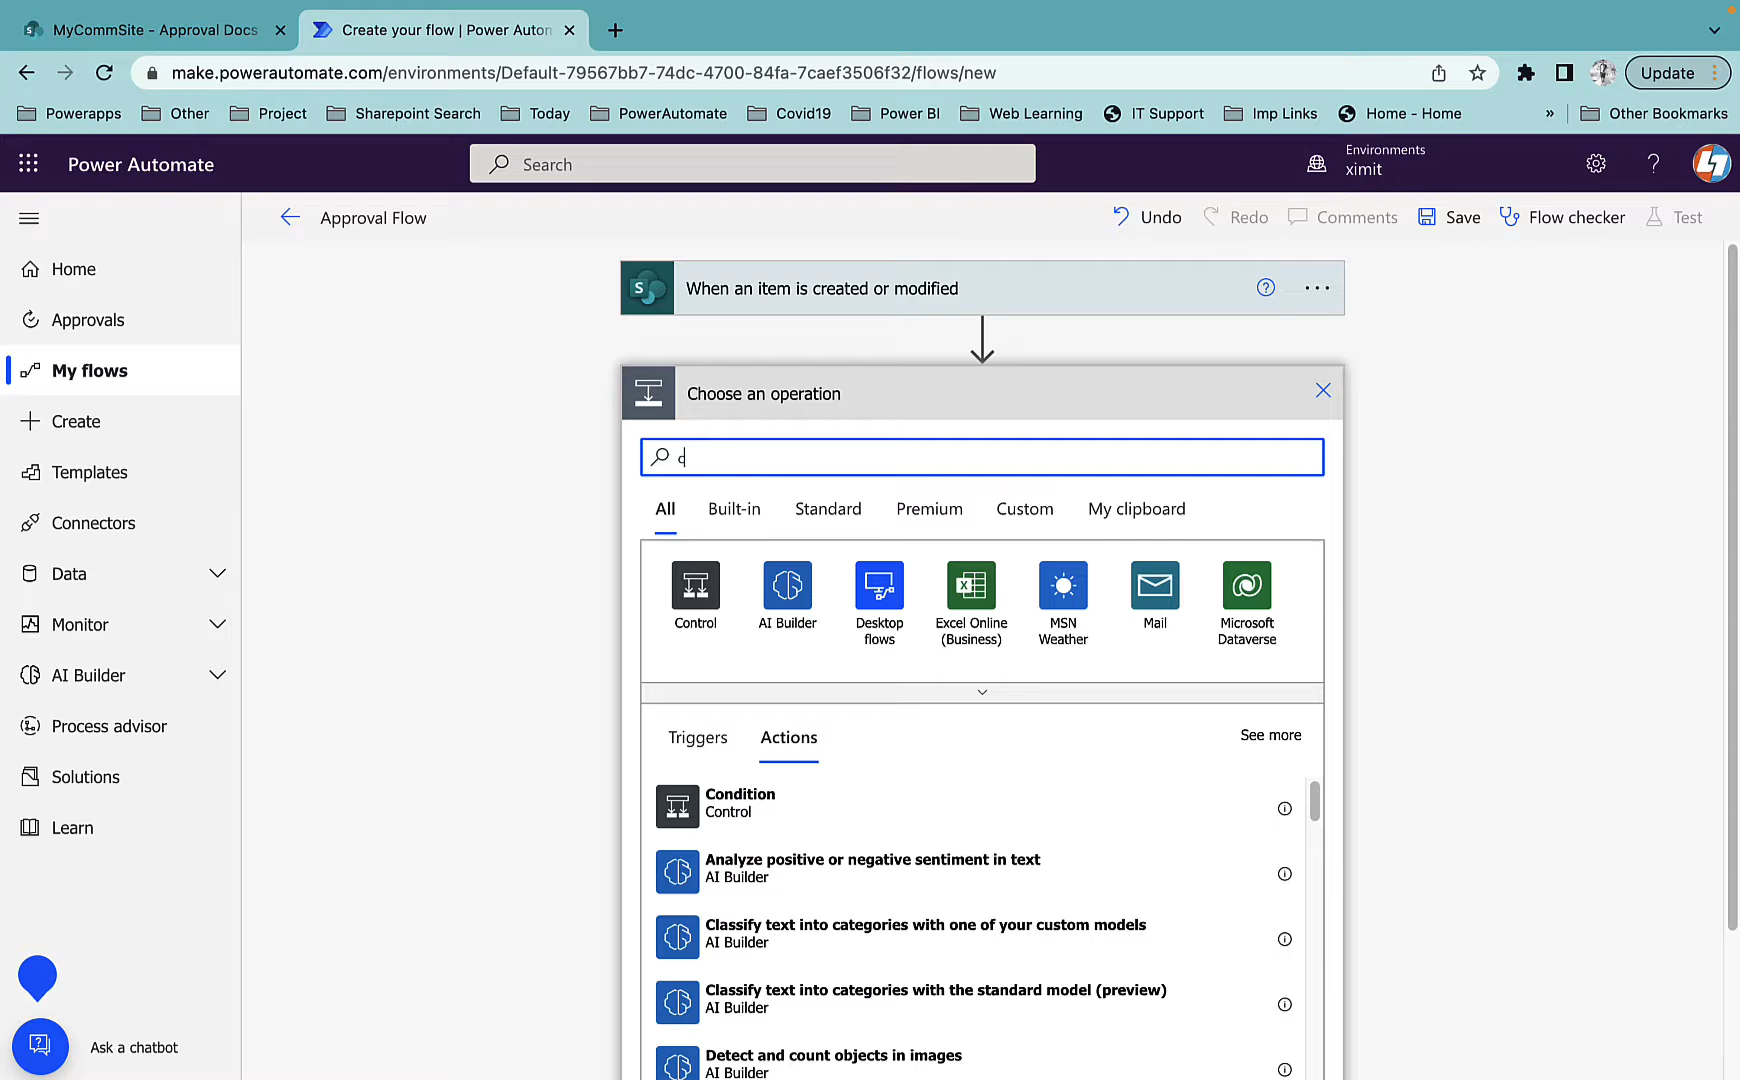 MyCommSite - Approval Docs
Create your flow | Power Autom
make.powerautomate.com/environments/Default-79567bb7-74dc-4700-84fa-7caef3506f32/flows/new
Update
Powerapps
Other
Project
Sharepoint Search
Today
PowerAutomate
Covid19
Power BI
Web Learning
IT Support
Imp Links
Home - Home
»
Other Bookmarks
Power Automate
Search
Environments
ximit
Approval Flow
Undo
Redo
Comments
Save
Flow checker
Test
Home
Approvals
My flows
Create
Templates
Connectors
Data
Monitor
AI Builder
Process advisor
Solutions
Learn
Ask a chatbot
When an item is created or modified
Choose an operation
c
All
Built-in
Standard
Premium
Custom
My clipboard
Control
AI Builder
Desktop
flows
Excel Online
(Business)
MSN
Weather
Mail
Microsoft
Dataverse
Triggers
Actions
See more
Condition
Control
Analyze positive or negative sentiment in text
AI Builder
Classify text into categories with one of your custom models
AI Builder
Classify text into categories with the standard model (preview)
AI Builder
Detect and count objects in images
AI Builder